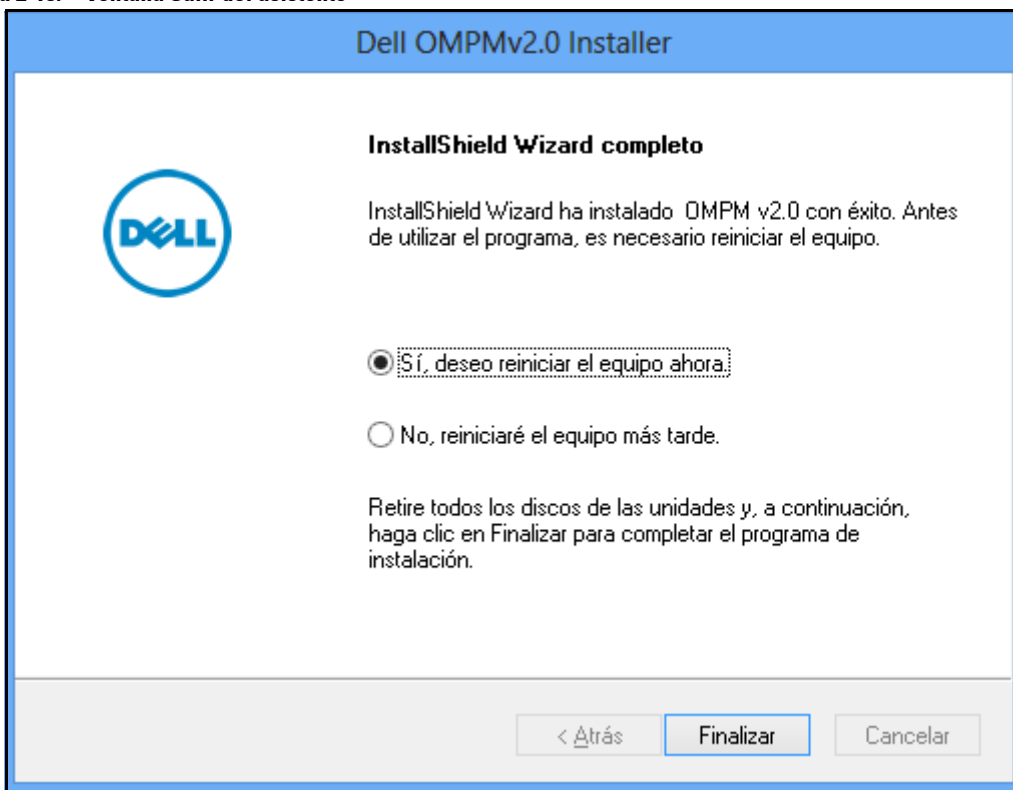 Dell OMPMv2.0 Installer
InstallShield Wizard completo
DELL
InstallShield Wizard ha instalado OMPM v2.0 con éxito. Antes
de utilizar el programa, es necesario reiniciar el equipo.
Sí, deseo reiniciar el equipo ahora.
No, reiniciaré el equipo más tarde.
Retire todos los discos de las unidades y, a continuación,
haga clic en Finalizar para completar el programa de
instalación.
< Atrás
Finalizar
Cancelar